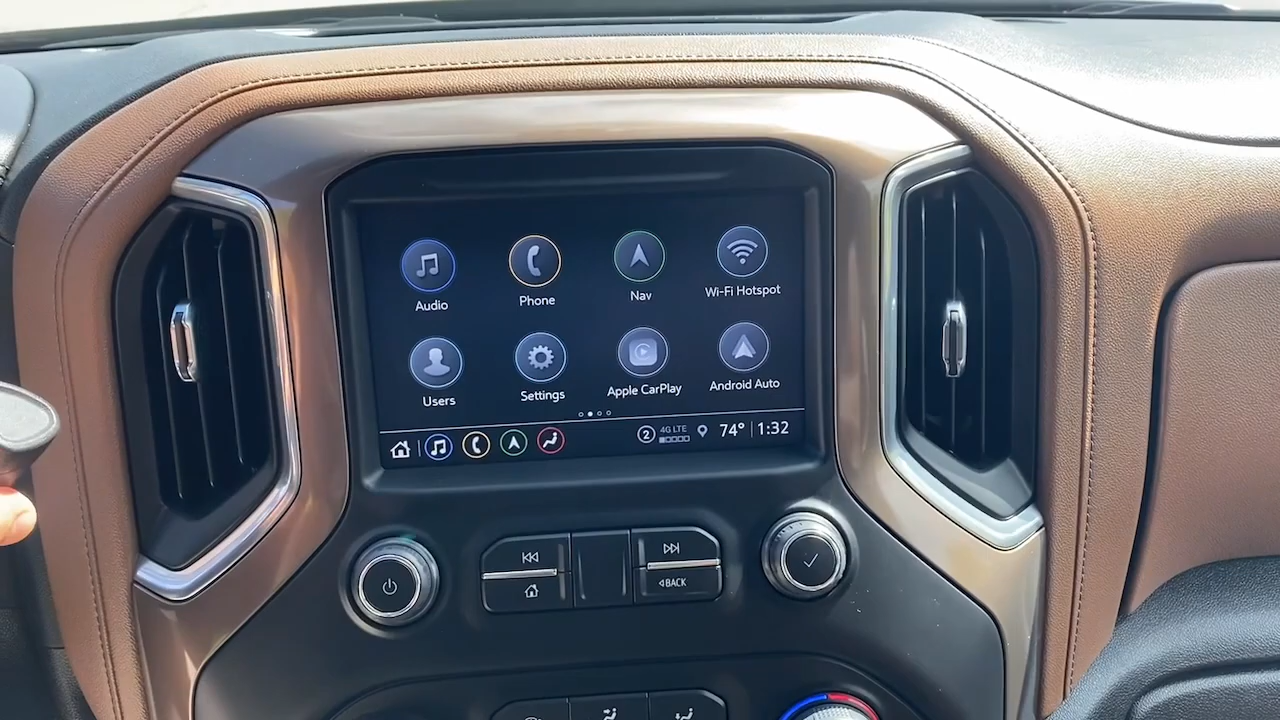 Audio Phone Nav Wi-Fi Hotspot
Users Settings Apple CarPlay Android Auto
2 4G LTE 74° 1:32
BACK